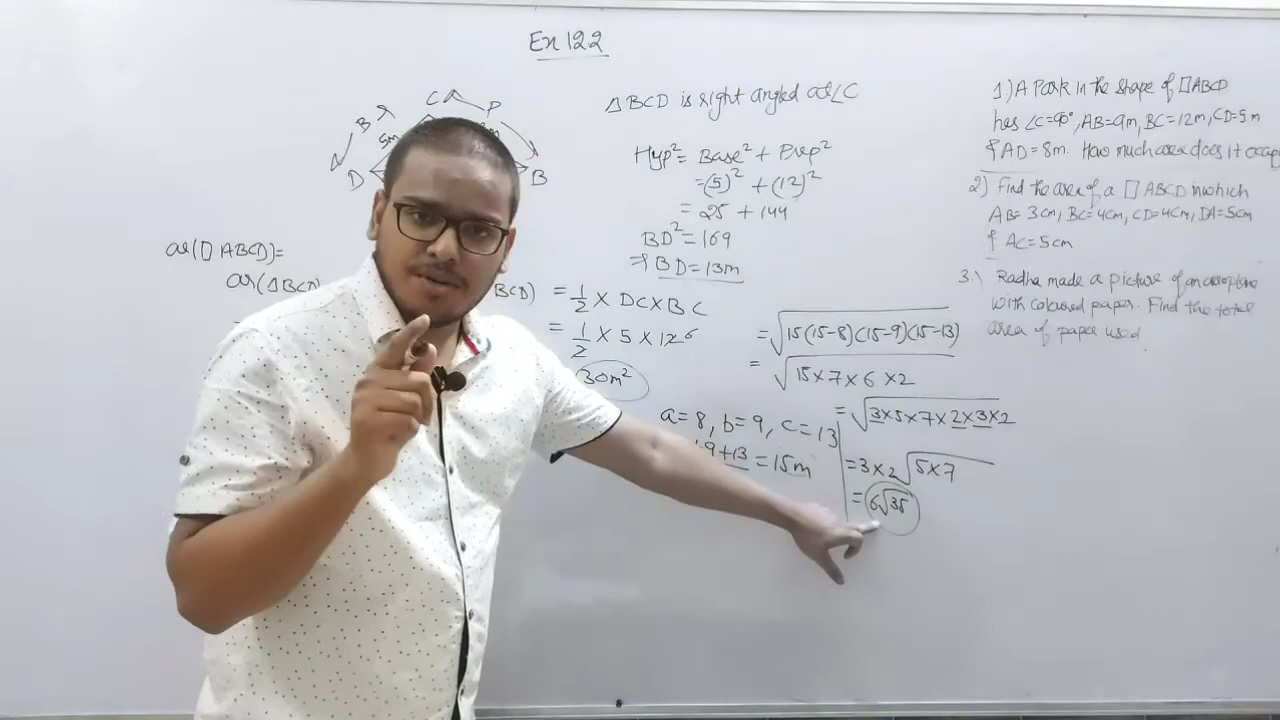 Ex 12.2
C P
B
5m
D B
ar(▯ ABCD)=
ar(ΔBCD)
BCD) = 1/2 × DC × BC
= 1/2 × 5 × 12 6
30m²
Δ BCD is right angled at ∠C
Hyp² = Base² + Prep²
= (5)² + (12)²
= 25 + 144
BD² = 169
⇒ BD = 13m
a=8, b=9, c=13
9+13 = 15m
= √15(15-8)(15-9)(15-13)
= √15×7×6×2
= √3×5×7×2×3×2
= 3×2√5×7
= 6√35
1) A Park in the shape of ▯ABCD
has ∠C=90°, AB=9m, BC=12m, CD=5m
& AD=8m. How much area does it occup
2) Find the area of a ▯ ABCD in which
AB=3cm, BC=4cm, CD=4cm, DA=5cm
& AC=5cm
3.) Radha made a picture of an aeroplane
with coloured paper. Find the total
area of paper used